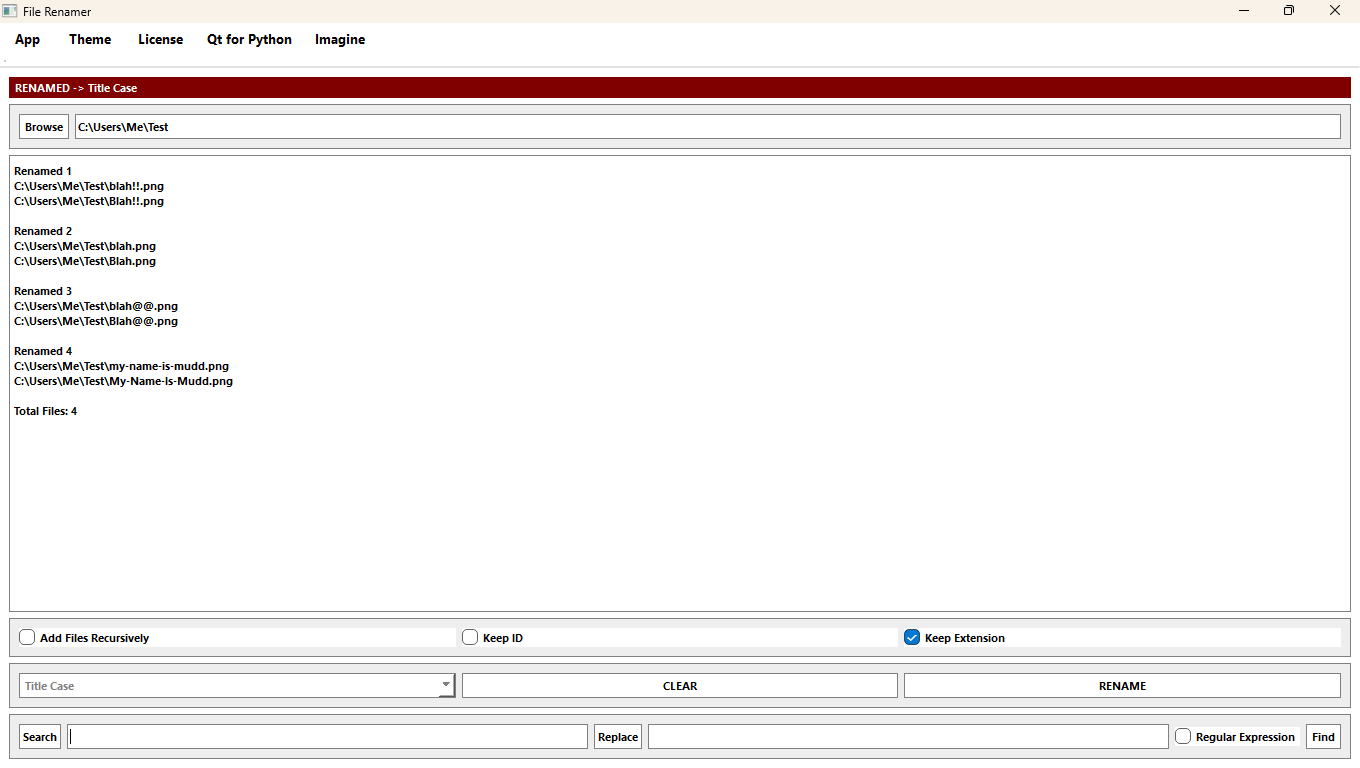 File Renamer
App Theme License Qt for Python Imagine
RENAMED -> Title Case
Browse C:\Users\Me\Test
Renamed 1
C:\Users\Me\Test\blah!!.png
C:\Users\Me\Test\Blah!!.png
Renamed 2
C:\Users\Me\Test\blah.png
C:\Users\Me\Test\Blah.png
Renamed 3
C:\Users\Me\Test\blah@@.png
C:\Users\Me\Test\Blah@@.png
Renamed 4
C:\Users\Me\Test\my-name-is-mudd.png
C:\Users\Me\Test\My-Name-Is-Mudd.png
Total Files: 4
Add Files Recursively Keep ID Keep Extension
Title Case CLEAR RENAME
Search Replace Regular Expression Find